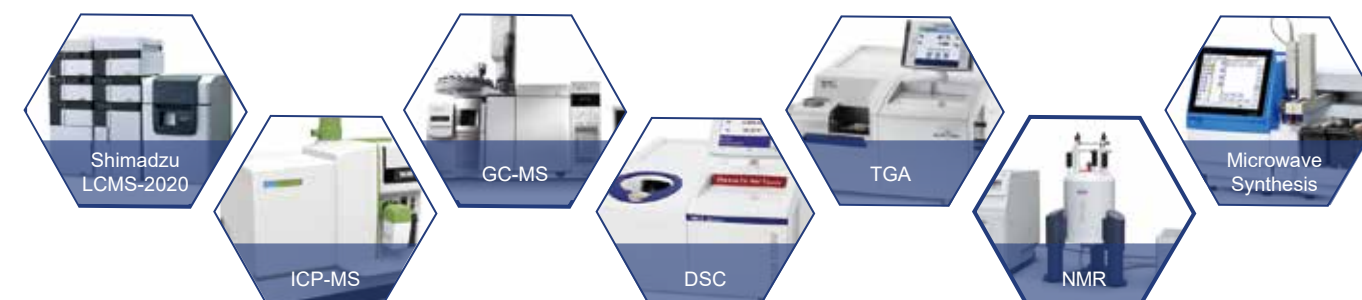 Shimadzu
LCMS-2020
ICP-MS
GC-MS
DSC
TGA
NMR
Microwave
Synthesis